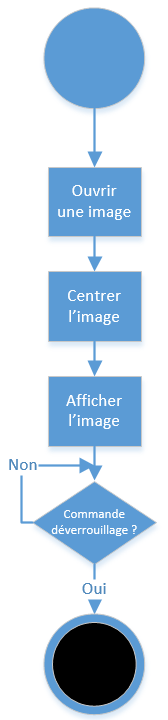 Ouvrir
une image
Centrer
l’image
Afficher
l’image
Non
Commande
déverrouillage ?
Oui